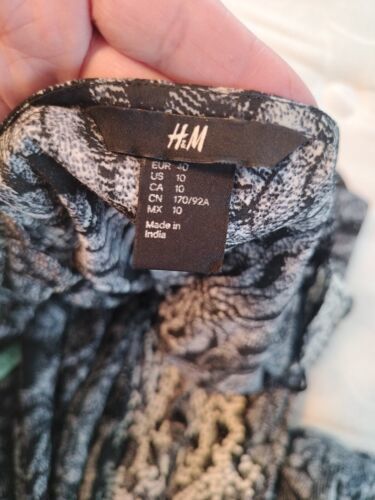 H&M
EUR 40
US 10
CA 10
CN 170/92A
MX 10
Made in
India